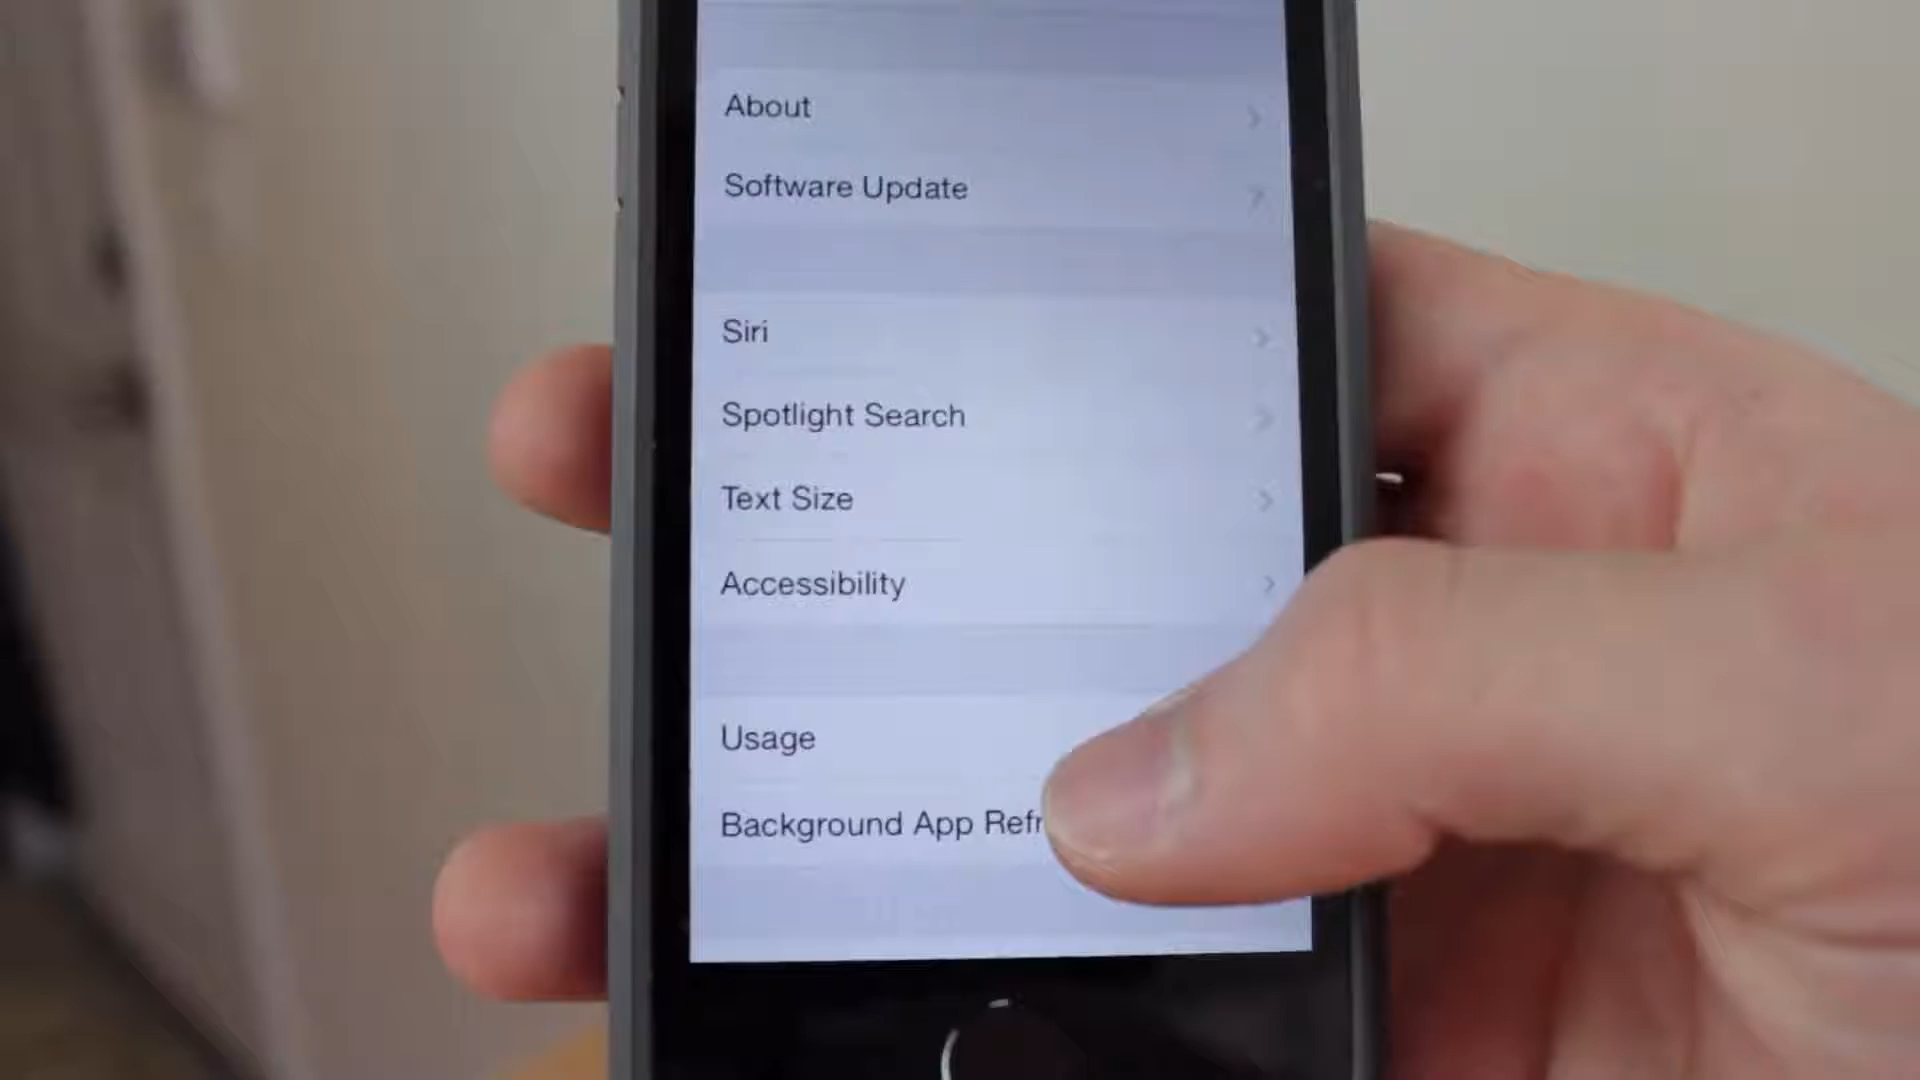 About
Software Update
Siri
Spotlight Search
Text Size
Accessibility
Usage
Background App Refr